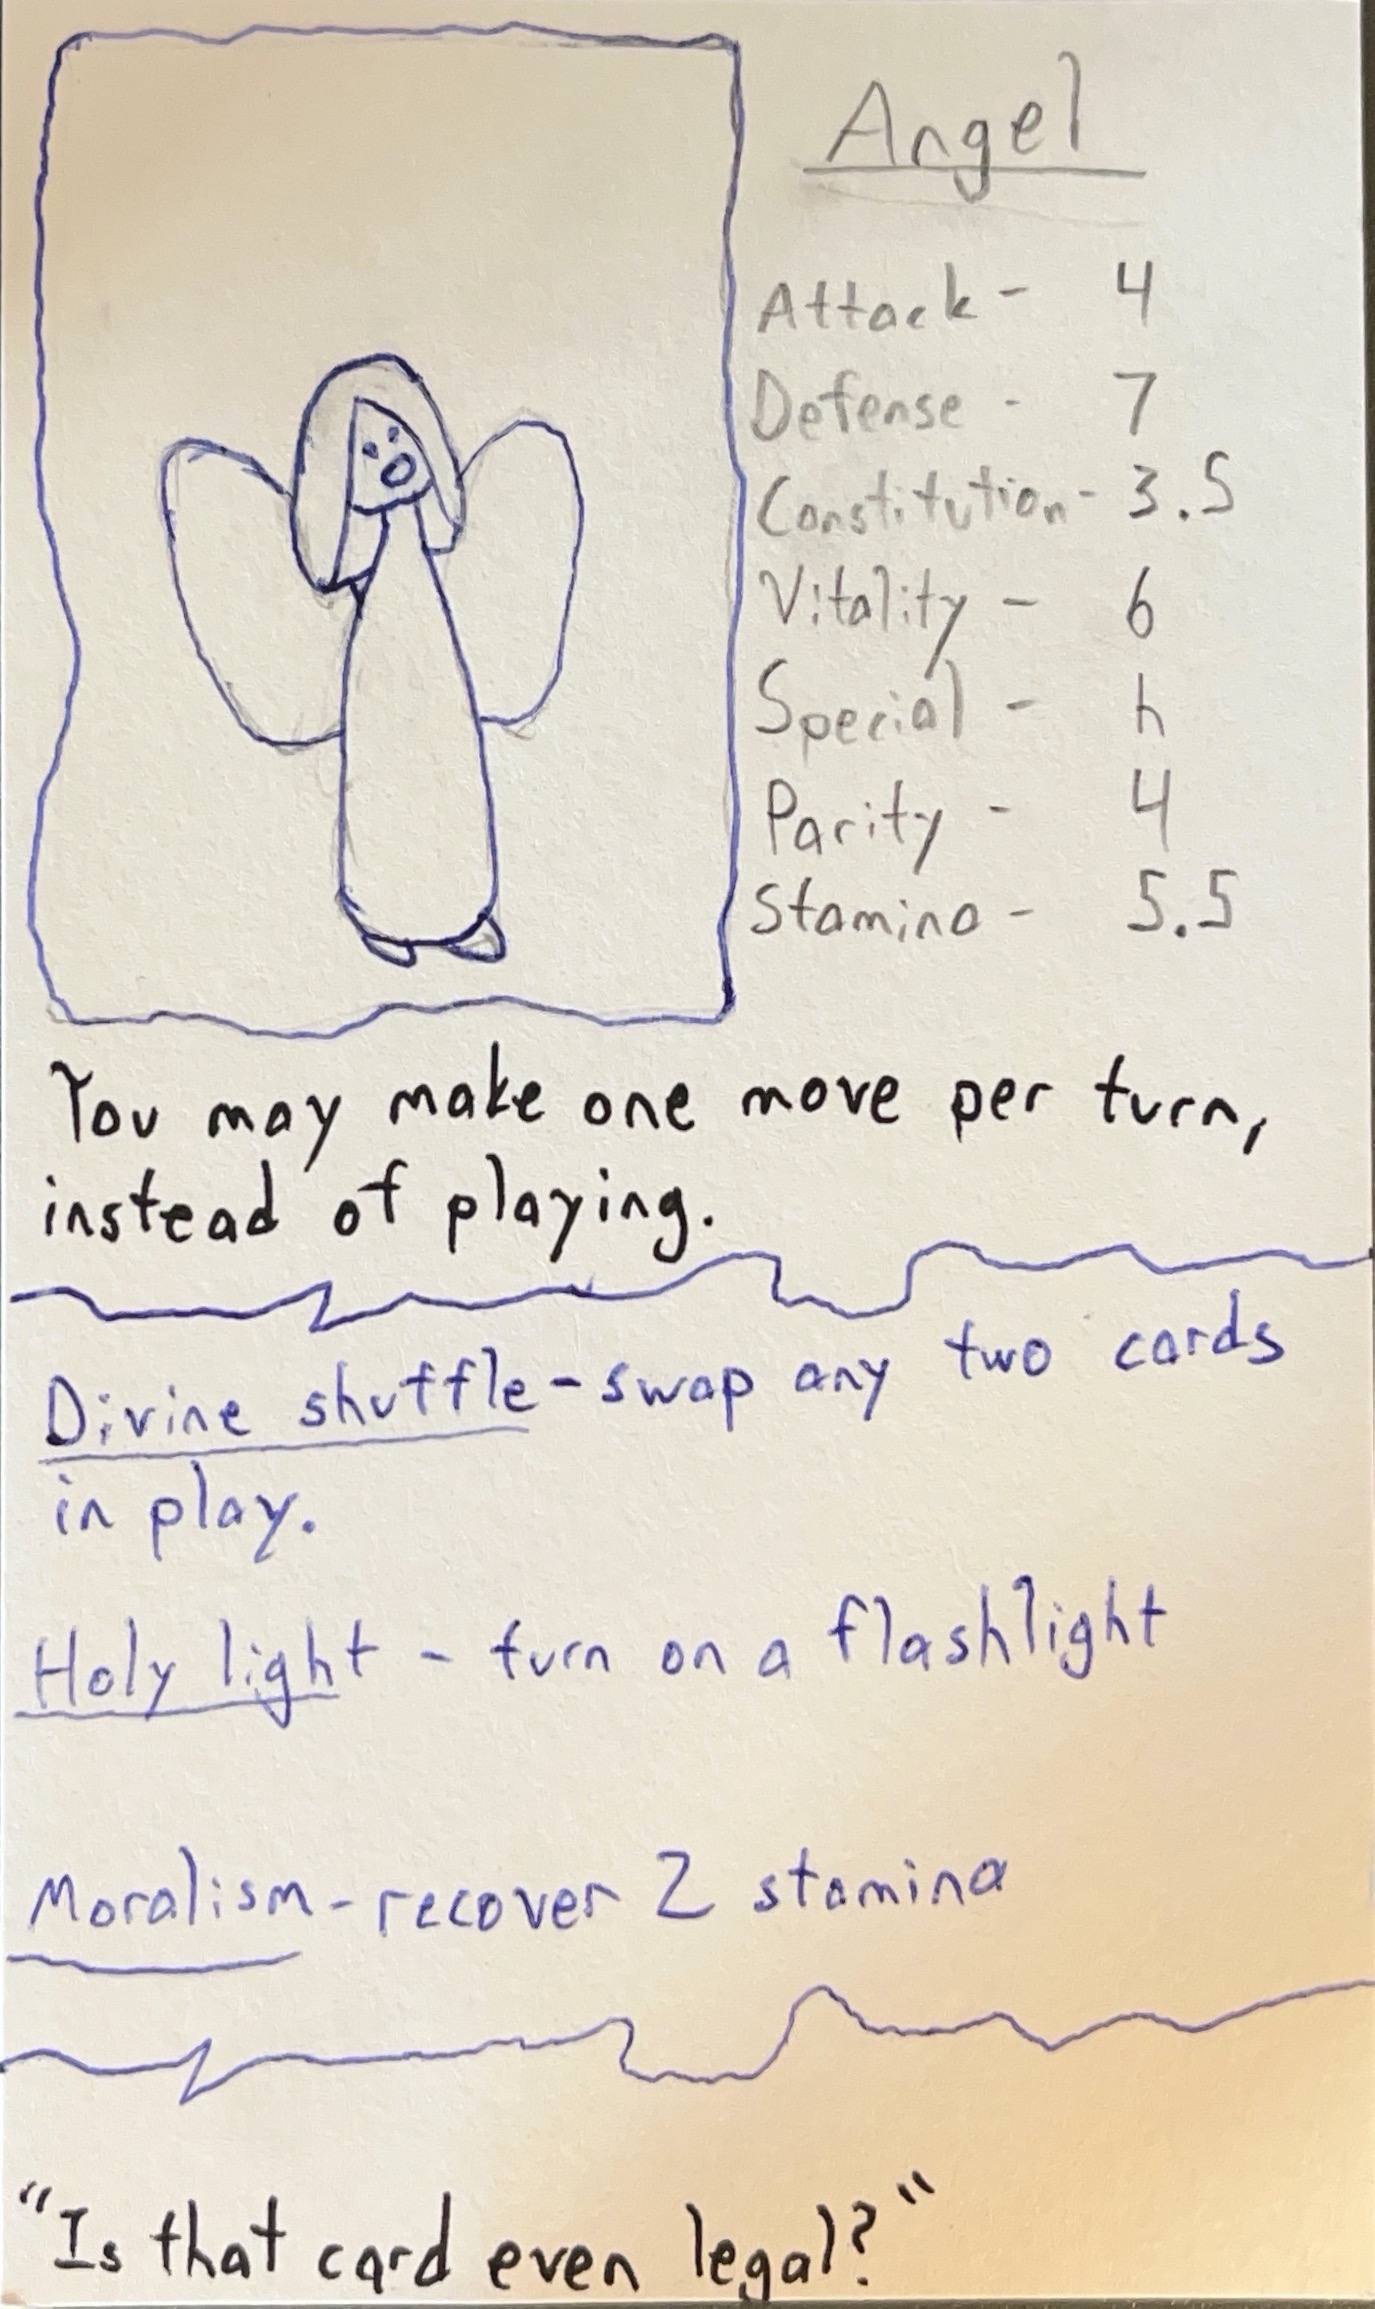 Angel
Attack - 4
Defense - 7
Constitution - 3.5
Vitality - 6
Special - h
Parity - 4
Stamina - 5.5
You may make one move per turn,
instead of playing.
Divine shuffle - swap any two cards
in play.
Holy light - turn on a flashlight
Moralism - recover 2 stamina
"Is that card even legal?"